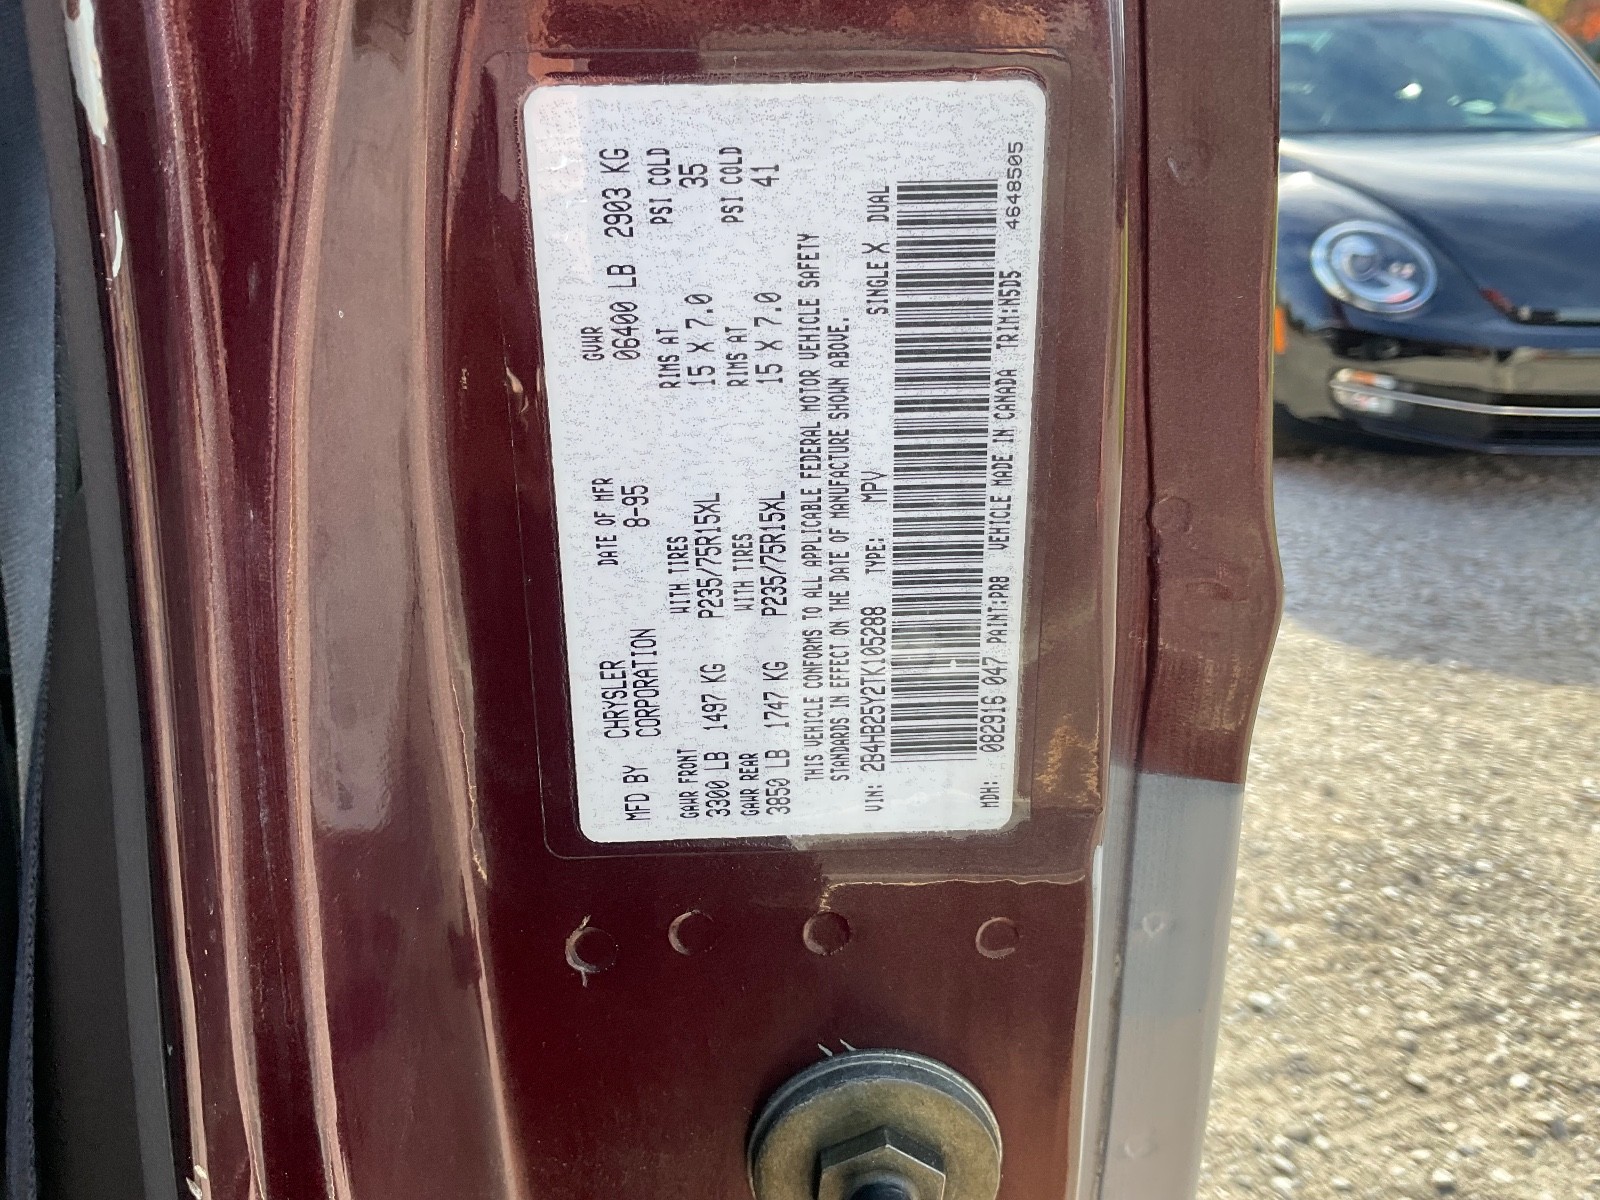 MFD BY CHRYSLER CORPORATION DATE OF MFR 8-95 GVWR 06400 LB 2903 KG
GAWR FRONT WITH TIRES RIMS AT PSI COLD
3300 LB 1497 KG P235/75R15XL 15 X 7.0 35
GAWR REAR WITH TIRES RIMS AT PSI COLD
3850 LB 1747 KG P235/75R15XL 15 X 7.0 41
THIS VEHICLE CONFORMS TO ALL APPLICABLE FEDERAL MOTOR VEHICLE SAFETY
STANDARDS IN EFFECT ON THE DATE OF MANUFACTURE SHOWN ABOVE.
VIN: 2B4HB25Y2TK105288 TYPE: MPV SINGLE X DUAL
MDH: 082916 047 PAINT:PR8 VEHICLE MADE IN CANADA TRIM:N5D5 4648505